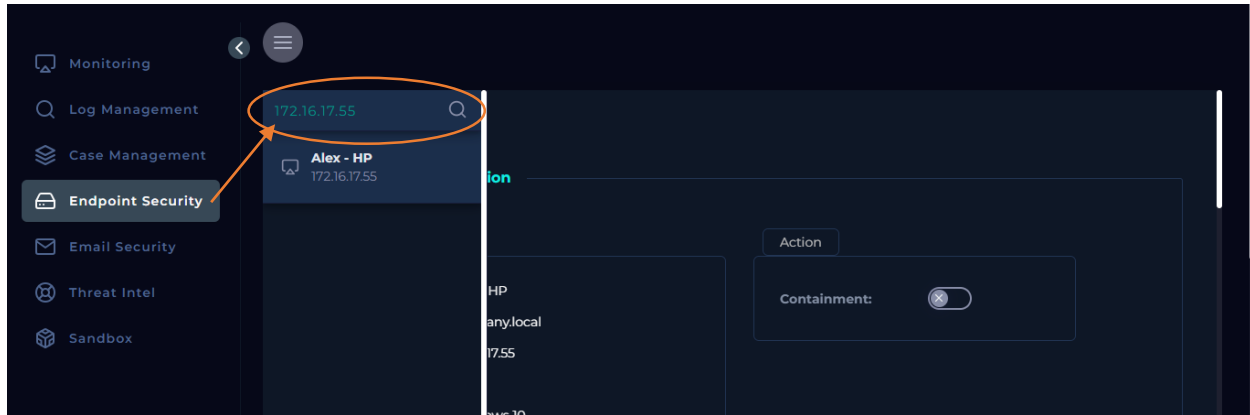 Monitoring
Log Management
Case Management
Endpoint Security
Email Security
Threat Intel
Sandbox
172.16.17.55
Alex - HP
172.16.17.55
ion
HP
any.local
17.55
Action
Containment: